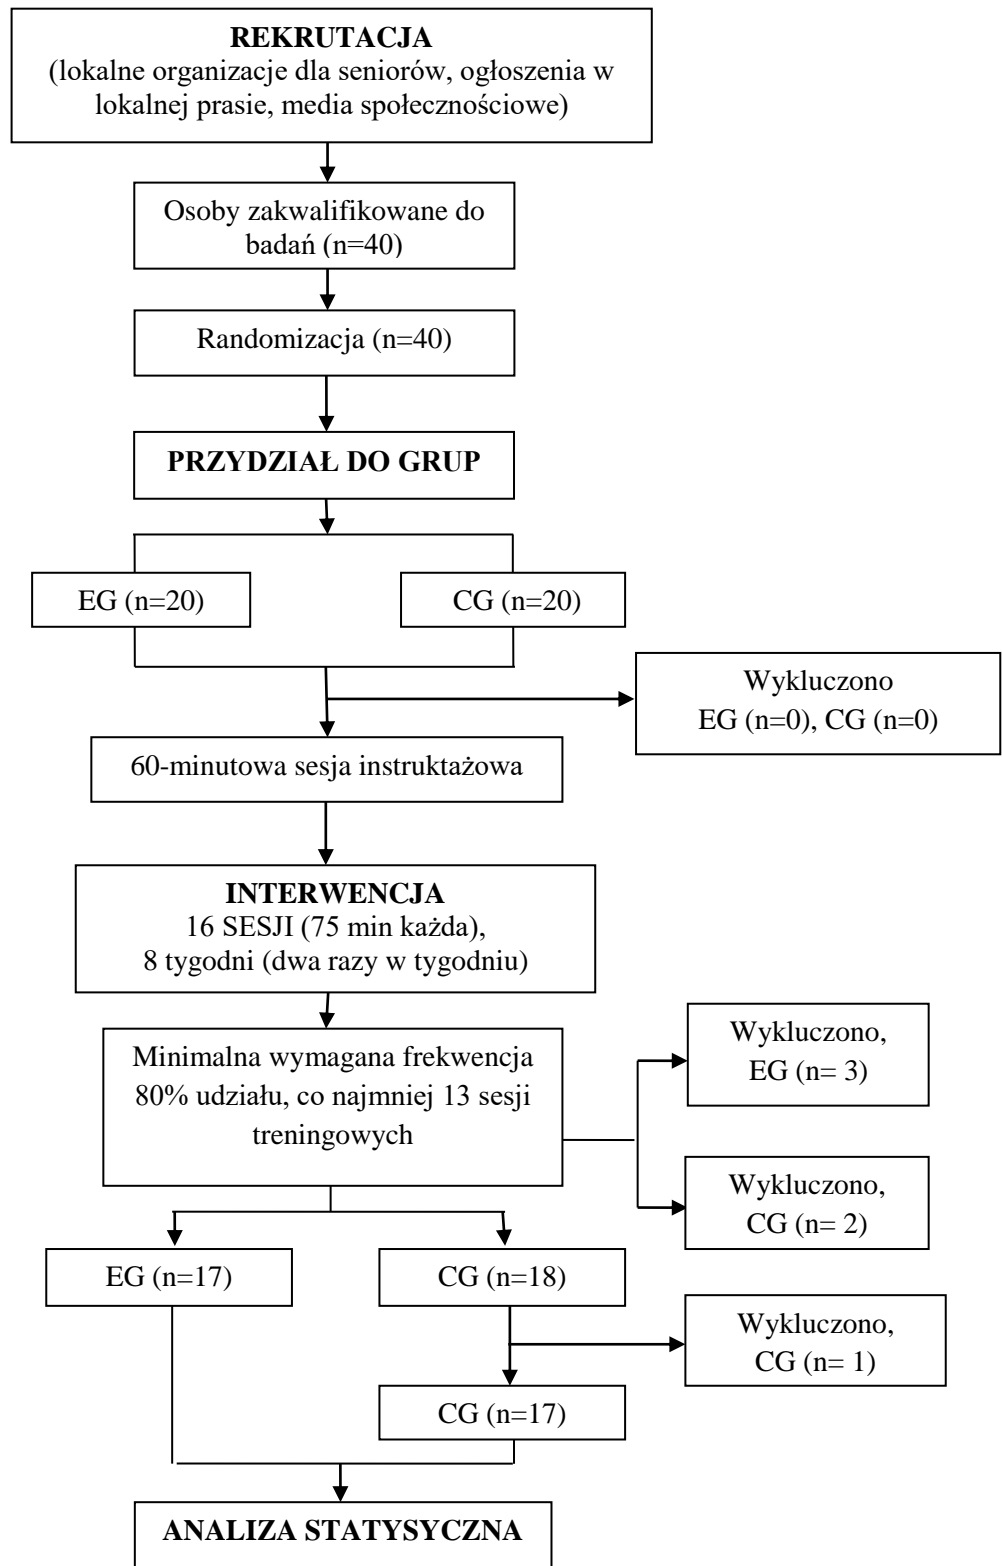 REKRUTACJA
(lokalne organizacje dla seniorów, ogłoszenia w
lokalnej prasie, media społecznościowe)
Osoby zakwalifikowane do
badań (n=40)
Randomizacja (n=40)
PRZYDZIAŁ DO GRUP
EG (n=20)
CG (n=20)
Wykluczono
EG (n=0), CG (n=0)
60-minutowa sesja instruktażowa
INTERWENCJA
16 SESJI (75 min każda),
8 tygodni (dwa razy w tygodniu)
Minimalna wymagana frekwencja
80% udziału, co najmniej 13 sesji
treningowych
Wykluczono,
EG (n= 3)
Wykluczono,
CG (n= 2)
EG (n=17)
CG (n=18)
Wykluczono,
CG (n= 1)
CG (n=17)
ANALIZA STATYSYCZNA